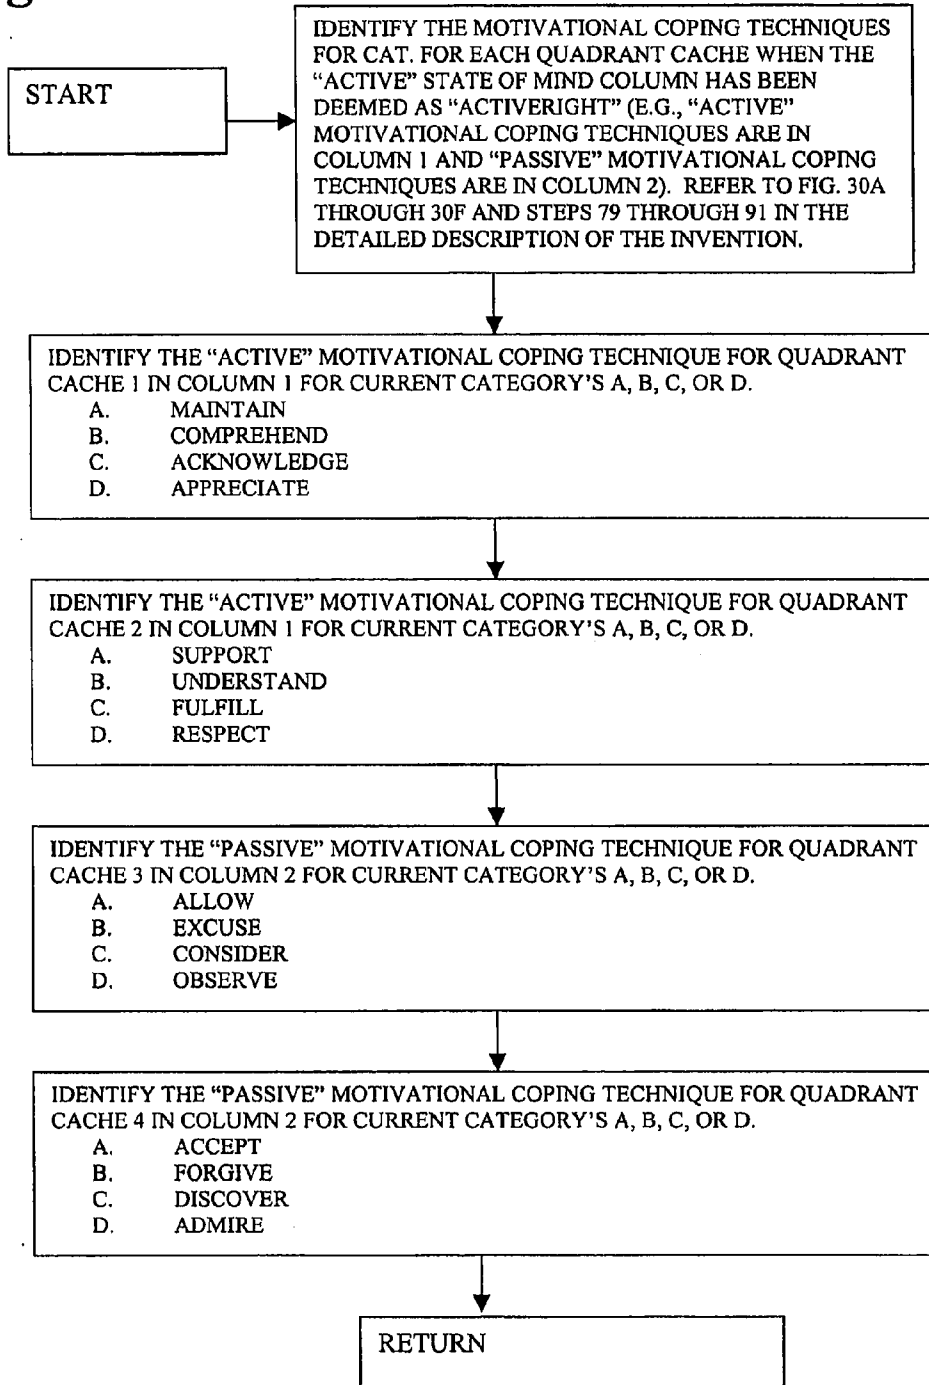 g
START
IDENTIFY THE MOTIVATIONAL COPING TECHNIQUES
FOR CAT. FOR EACH QUADRANT CACHE WHEN THE
“ACTIVE” STATE OF MIND COLUMN HAS BEEN
DEEMED AS “ACTIVERIGHT” (E.G., “ACTIVE”
MOTIVATIONAL COPING TECHNIQUES ARE IN
COLUMN 1 AND “PASSIVE” MOTIVATIONAL COPING
TECHNIQUES ARE IN COLUMN 2). REFER TO FIG. 30A
THROUGH 30F AND STEPS 79 THROUGH 91 IN THE
DETAILED DESCRIPTION OF THE INVENTION.
IDENTIFY THE “ACTIVE” MOTIVATIONAL COPING TECHNIQUE FOR QUADRANT
CACHE 1 IN COLUMN 1 FOR CURRENT CATEGORY’S A, B, C, OR D.
A. MAINTAIN
B. COMPREHEND
C. ACKNOWLEDGE
D. APPRECIATE
IDENTIFY THE “ACTIVE” MOTIVATIONAL COPING TECHNIQUE FOR QUADRANT
CACHE 2 IN COLUMN 1 FOR CURRENT CATEGORY’S A, B, C, OR D.
A. SUPPORT
B. UNDERSTAND
C. FULFILL
D. RESPECT
IDENTIFY THE “PASSIVE” MOTIVATIONAL COPING TECHNIQUE FOR QUADRANT
CACHE 3 IN COLUMN 2 FOR CURRENT CATEGORY’S A, B, C, OR D.
A. ALLOW
B. EXCUSE
C. CONSIDER
D. OBSERVE
IDENTIFY THE “PASSIVE” MOTIVATIONAL COPING TECHNIQUE FOR QUADRANT
CACHE 4 IN COLUMN 2 FOR CURRENT CATEGORY’S A, B, C, OR D.
A. ACCEPT
B. FORGIVE
C. DISCOVER
D. ADMIRE
RETURN